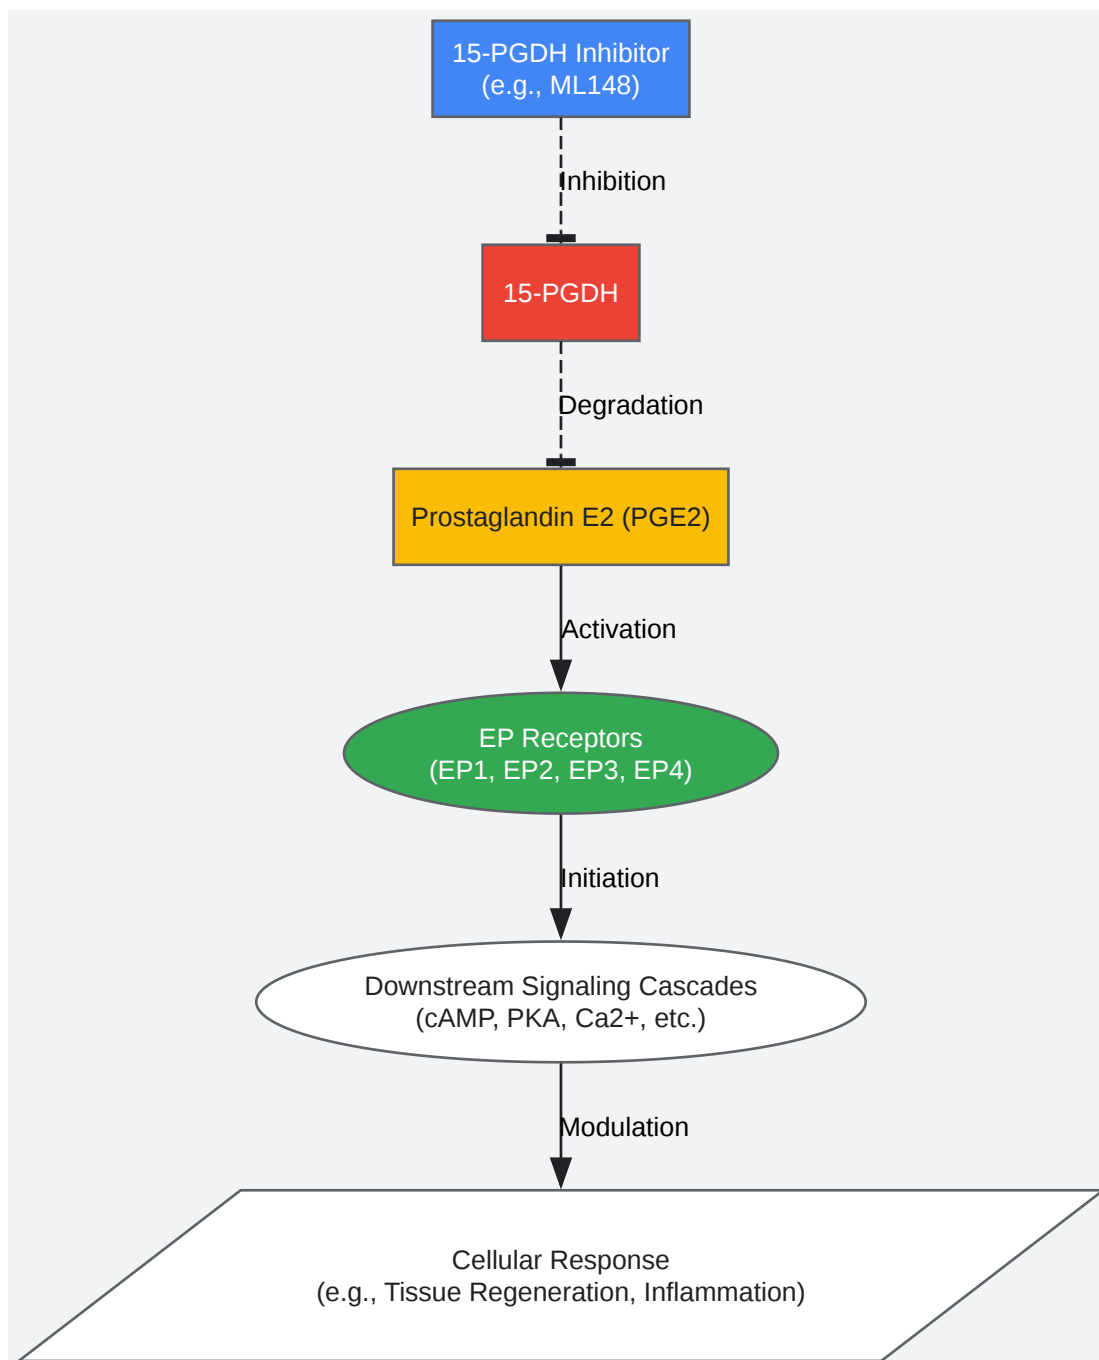 15-PGDH Inhibitor
(e.g., ML148)
Inhibition
15-PGDH
Degradation
Prostaglandin E2 (PGE2)
Activation
EP Receptors
(EP1, EP2, EP3, EP4)
Initiation
Downstream Signaling Cascades
(cAMP, PKA, Ca2+, etc.)
Modulation
Cellular Response
(e.g., Tissue Regeneration, Inflammation)